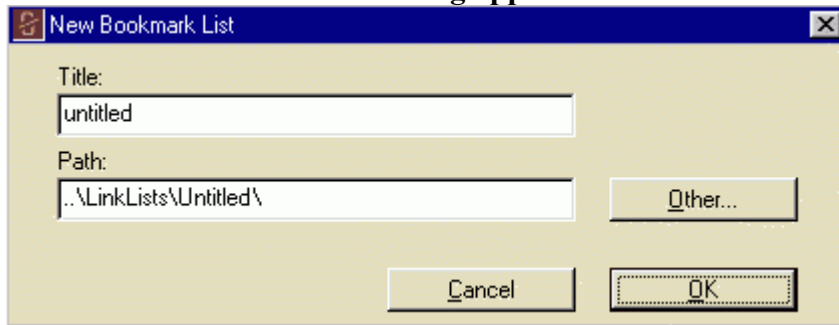 New Bookmark List
Title:
untitled
Path:
..\LinkLists\Untitled\
Other...
Cancel
OK